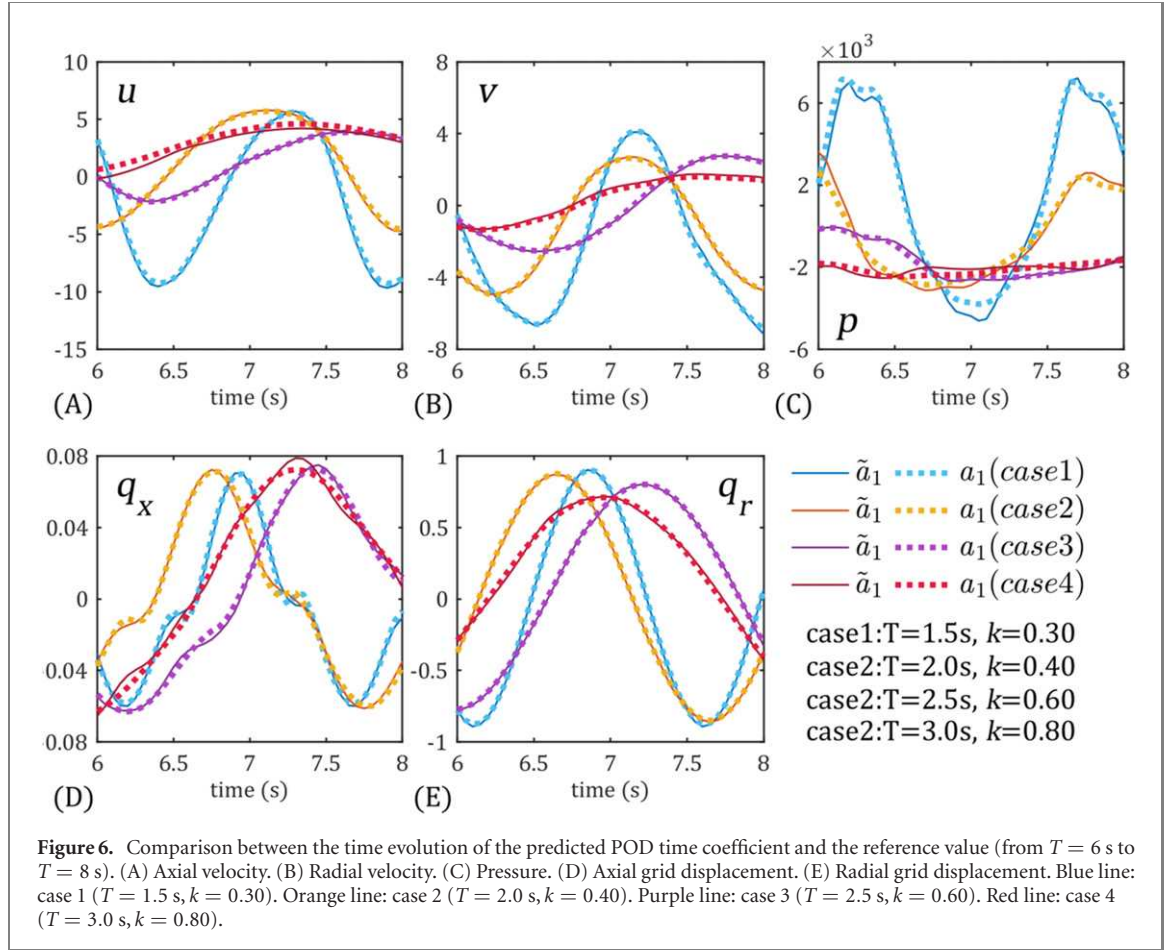 u
10
5
0
-5
-10
-15
6 6.5 7 7.5 8
time (s)
(A)
v
8
4
0
-4
-8
6 6.5 7 7.5 8
time (s)
(B)
×10³
p
6
2
-2
-6
6 6.5 7 7.5 8
time (s)
(C)
qₓ
0.08
0.04
0
-0.04
0.08
6 6.5 7 7.5 8
time (s)
(D)
qᵣ
1
0.5
0
-0.5
-1
6 6.5 7 7.5 8
time (s)
(E)
ã₁ a₁(case1)
ã₁ a₁(case2)
ã₁ a₁(case3)
ã₁ a₁(case4)
case1:T=1.5s, k=0.30
case2:T=2.0s, k=0.40
case2:T=2.5s, k=0.60
case2:T=3.0s, k=0.80
Figure 6. Comparison between the time evolution of the predicted POD time coefficient and the reference value (from T = 6 s to
T = 8 s). (A) Axial velocity. (B) Radial velocity. (C) Pressure. (D) Axial grid displacement. (E) Radial grid displacement. Blue line:
case 1 (T = 1.5 s, k = 0.30). Orange line: case 2 (T = 2.0 s, k = 0.40). Purple line: case 3 (T = 2.5 s, k = 0.60). Red line: case 4
(T = 3.0 s, k = 0.80).